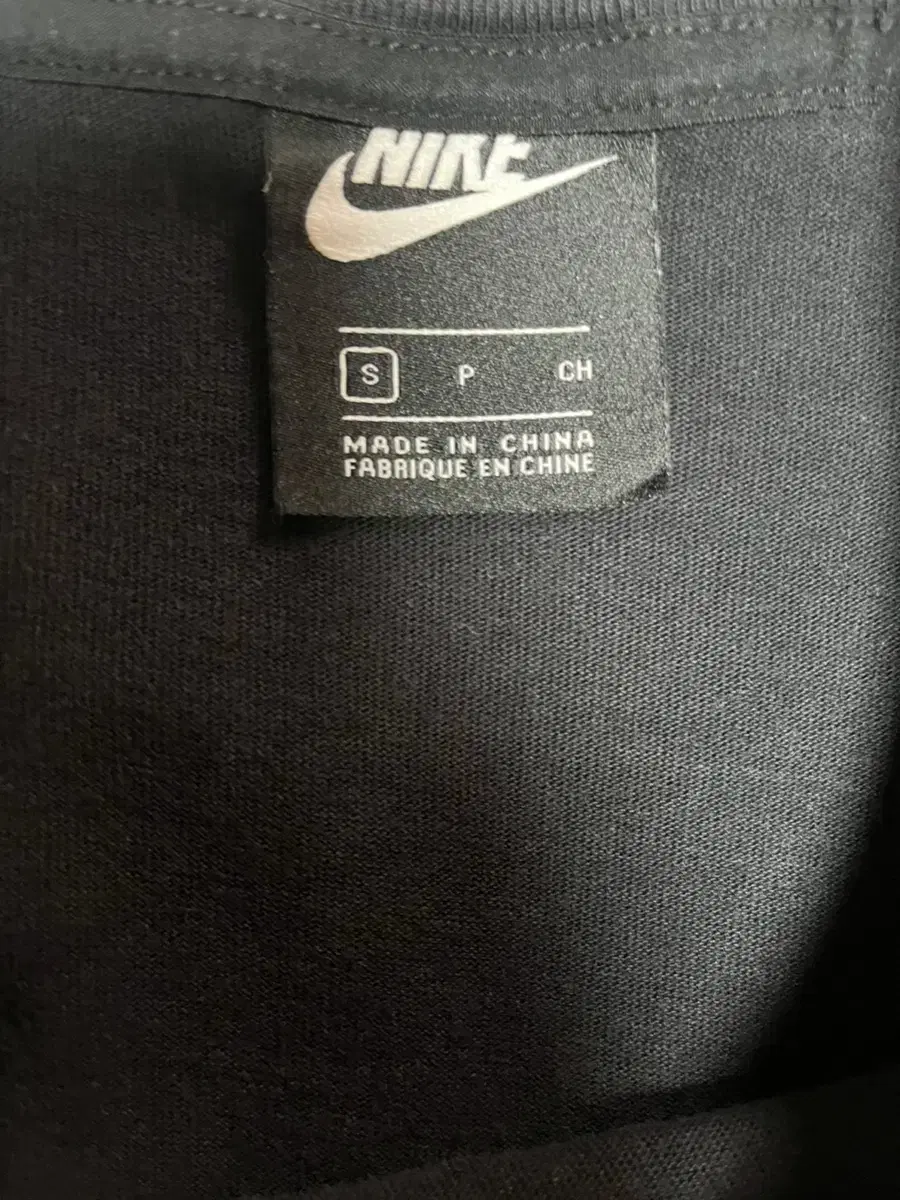 NIKE
S P CH
MADE IN CHINA
FABRIQUE EN CHINE